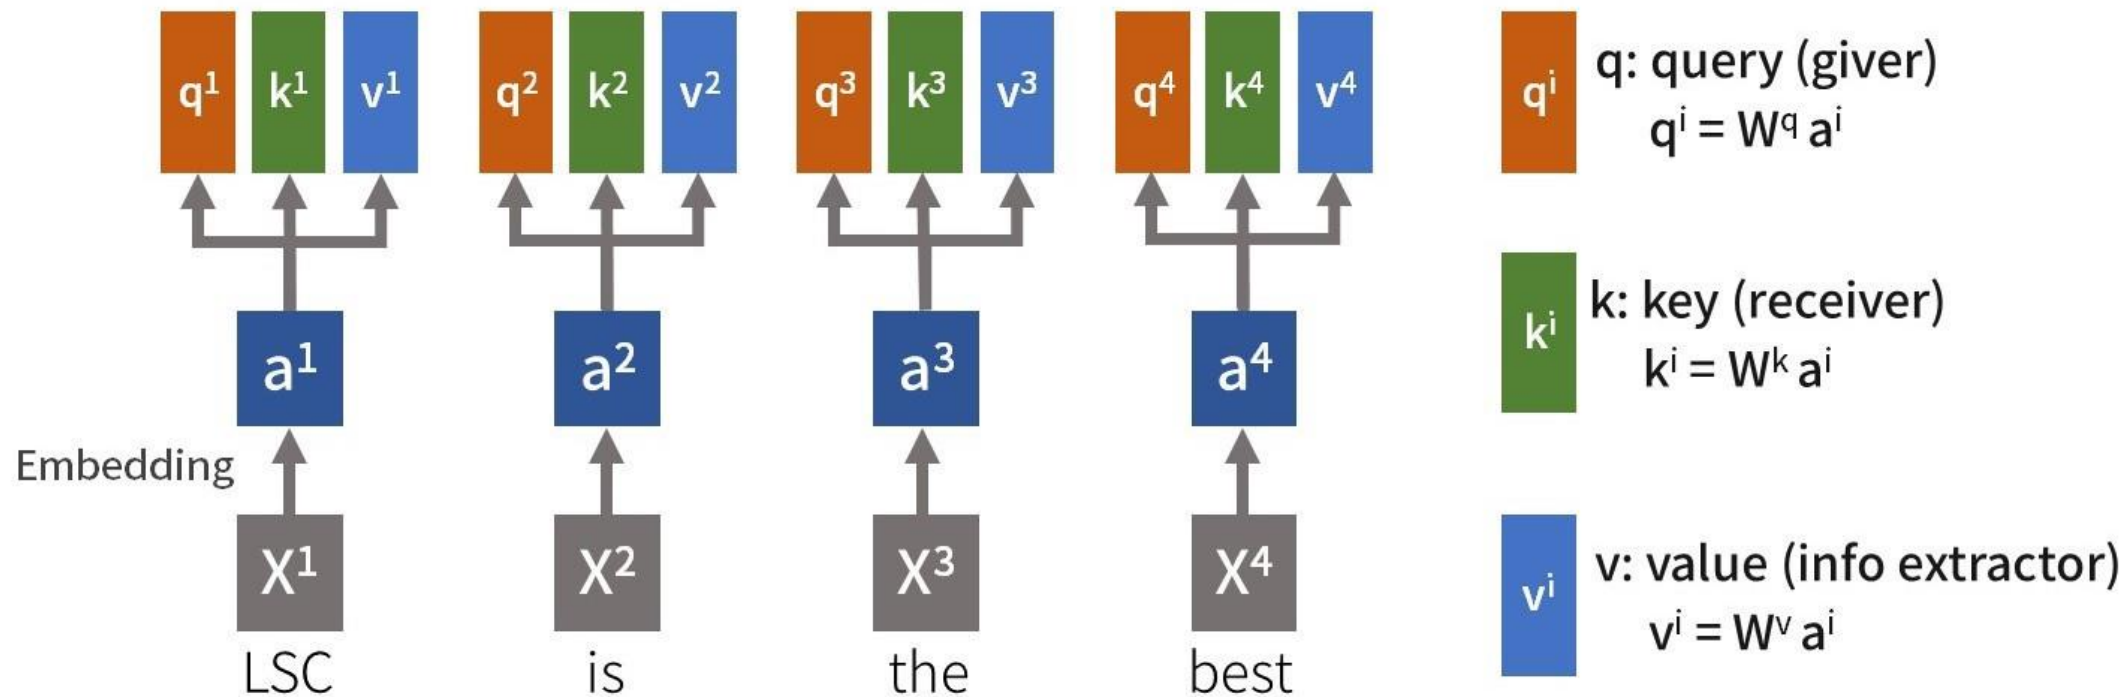 q¹ k¹ v¹ q² k² v² q³ k³ v³ q⁴ k⁴ v⁴
a¹ a² a³ a⁴
Embedding
X¹ X² X³ X⁴
LSC is the best
qⁱ
q: query (giver)
qⁱ = W^q aⁱ
kⁱ
k: key (receiver)
kⁱ = Wᵏ aⁱ
vⁱ
v: value (info extractor)
vⁱ = Wᵛ aⁱ